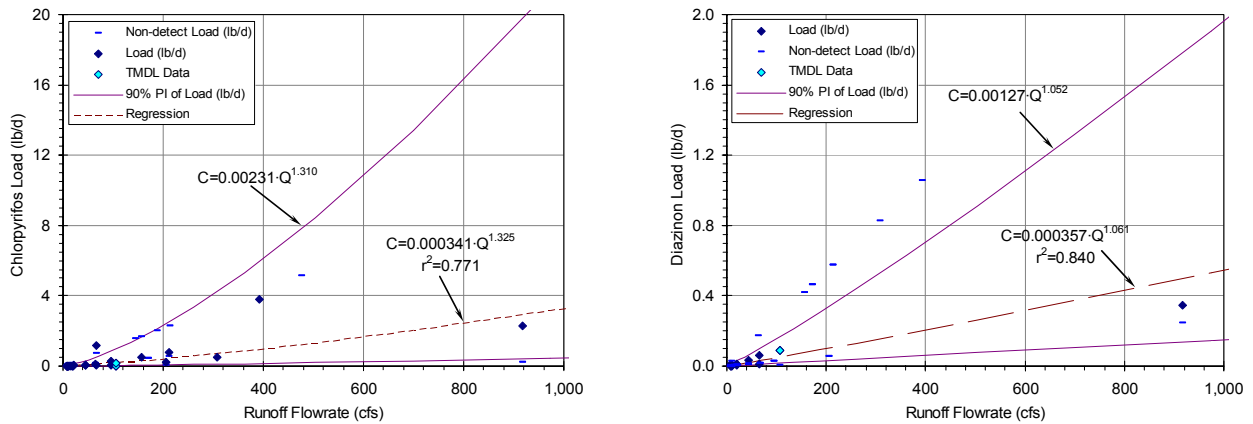 20
16
12
8
4
0
Chlorpyrifos Load (lb/d)
Non-detect Load (lb/d)
Load (lb/d)
TMDL Data
90% PI of Load (lb/d)
Regression
C=0.00231·Q^1.310
C=0.000341·Q^1.325
r²=0.771
0 200 400 600 800 1,000
Runoff Flowrate (cfs)
2.0
1.6
1.2
0.8
0.4
0.0
Diazinon Load (lb/d)
Load (lb/d)
Non-detect Load (lb/d)
TMDL Data
90% PI of Load (lb/d)
Regression
C=0.00127·Q^1.052
C=0.000357·Q^1.061
r²=0.840
0 200 400 600 800 1,000
Runoff Flowrate (cfs)